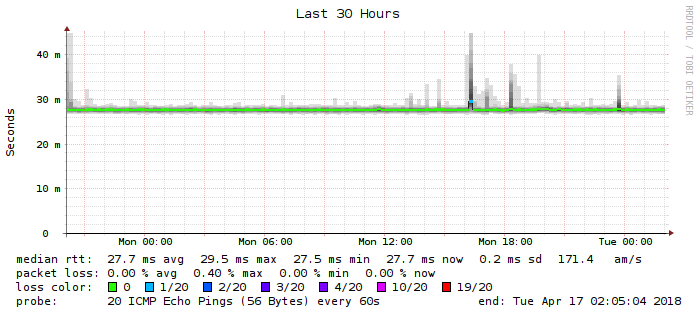 Last 30 Hours
RRDTOOL / TOBI OETIKER
Seconds
40 m
30 m
20 m
10 m
0
Mon 00:00 Mon 06:00 Mon 12:00 Mon 18:00 Tue 00:00
median rtt: 27.7 ms avg 29.5 ms max 27.5 ms min 27.7 ms now 0.2 ms sd 171.4 am/s
packet loss: 0.00 % avg 0.40 % max 0.00 % min 0.00 % now
loss color: 0 1/20 2/20 3/20 4/20 10/20 19/20
probe: 20 ICMP Echo Pings (56 Bytes) every 60s end: Tue Apr 17 02:05:04 2018